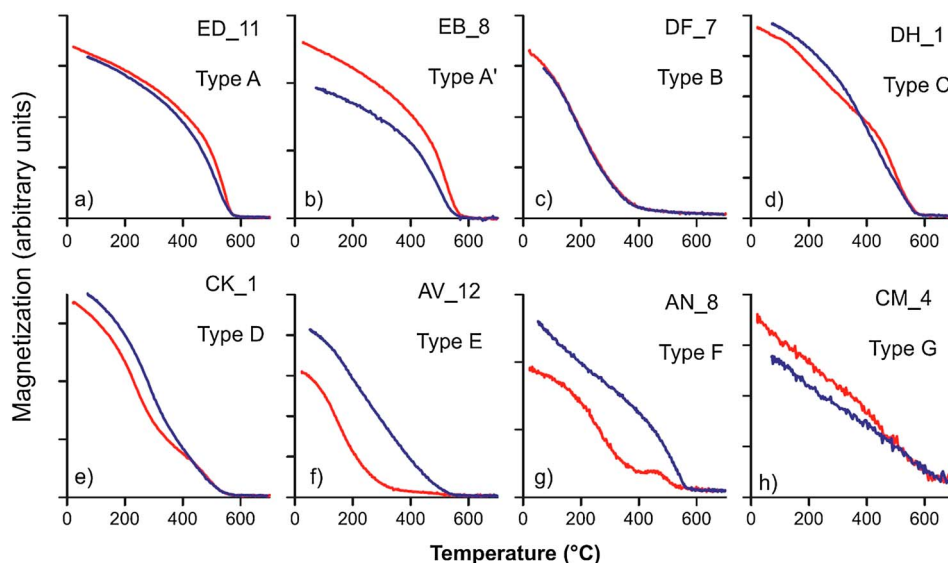 Magnetization (arbitrary units)
ED_11
Type A
a)
0 200 400 600
EB_8
Type A'
b)
0 200 400 600
DF_7
Type B
c)
0 200 400 600
DH_1
Type C
d)
0 200 400 600
CK_1
Type D
e)
0 200 400 600
AV_12
Type E
f)
0 200 400 600
AN_8
Type F
g)
0 200 400 600
CM_4
Type G
h)
0 200 400 600
Temperature (°C)